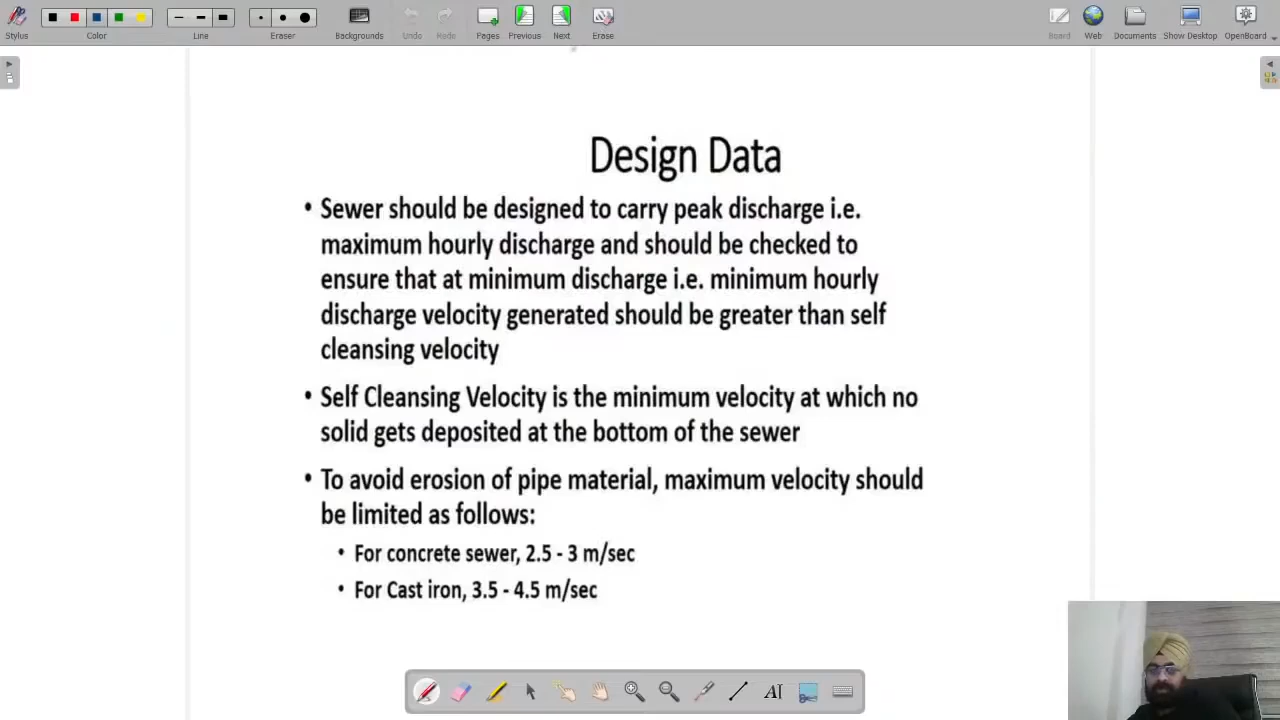 Stylus
Color
Line
Eraser
Backgrounds
Undo
Redo
Pages
Previous
Next
Erase
Board
Web
Documents
Show Desktop
OpenBoard
Design Data
• Sewer should be designed to carry peak discharge i.e.
maximum hourly discharge and should be checked to
ensure that at minimum discharge i.e. minimum hourly
discharge velocity generated should be greater than self
cleansing velocity
• Self Cleansing Velocity is the minimum velocity at which no
solid gets deposited at the bottom of the sewer
• To avoid erosion of pipe material, maximum velocity should
be limited as follows:
• For concrete sewer, 2.5 - 3 m/sec
• For Cast iron, 3.5 - 4.5 m/sec
AI